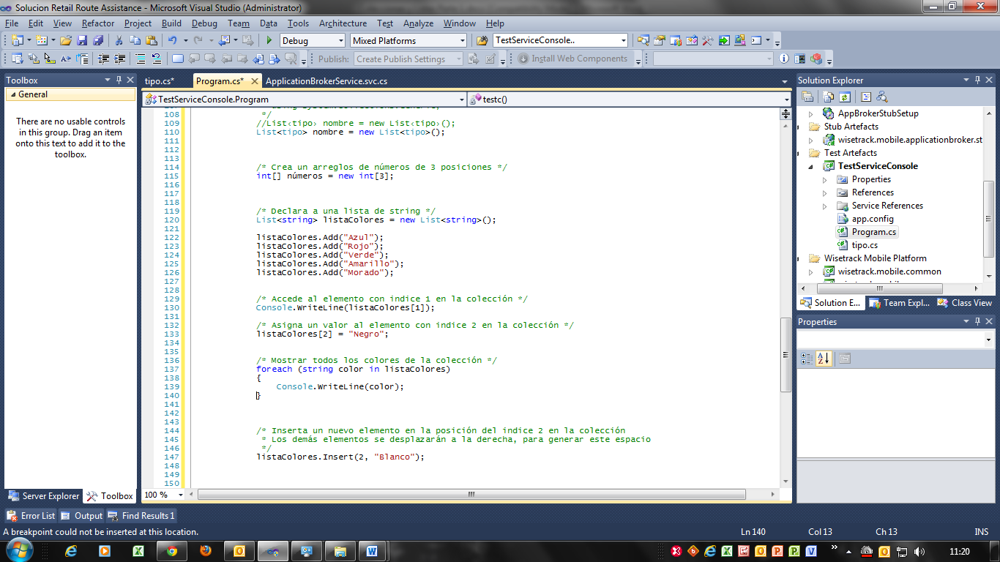 Solucion Retail Route Assistance - Microsoft Visual Studio (Administrator)
File Edit View Refactor Project Build Debug Team Data Tools Architecture Test Analyze Window Help
Debug Mixed Platforms TestServiceConsole..
Publish: Create Publish Settings Install Web Components
Toolbox
General
There are no usable controls
in this group. Drag an item
onto this text to add it to the
toolbox.
Server Explorer Toolbox
tipo.cs* Program.cs* ApplicationBrokerService.svc.cs
TestServiceConsole.Program testc()
108 */
109 //List<tipo> nombre = new List<tipo>();
110 List<tipo> nombre = new List<tipo>();
111
112
113
114 /* Crea un arreglos de números de 3 posiciones */
115 int[] números = new int[3];
116
117
118
119 /* Declara a una lista de string */
120 List<string> listaColores = new List<string>();
121
122 listaColores.Add("Azul");
123 listaColores.Add("Rojo");
124 listaColores.Add("Verde");
125 listaColores.Add("Amarillo");
126 listaColores.Add("Morado");
127
128
129 /* Accede al elemento con indice 1 en la colección */
130 Console.WriteLine(listaColores[1]);
131
132 /* Asigna un valor al elemento con indice 2 en la colección */
133 listaColores[2] = "Negro";
134
135
136 /* Mostrar todos los colores de la colección */
137 foreach (string color in listaColores)
138 {
139 Console.WriteLine(color);
140 }
141
142
143
144 /* Inserta un nuevo elemento en la posición del indice 2 en la colección
145 * Los demás elementos se desplazarán a la derecha, para generar este espacio
146 */
147 listaColores.Insert(2, "Blanco");
148
149
150
100 %
Solution Explorer
AppBrokerStubSetup
Stub Artefacts
wisetrack.mobile.applicationbroker.st
Test Artefacts
TestServiceConsole
Properties
References
Service References
app.config
Program.cs
tipo.cs
Wisetrack Mobile Platform
wisetrack.mobile.common
Solution E... Team Expl... Class View
Properties
Error List Output Find Results 1
A breakpoint could not be inserted at this location. Ln 140 Col 13 Ch 13 INS
11:20